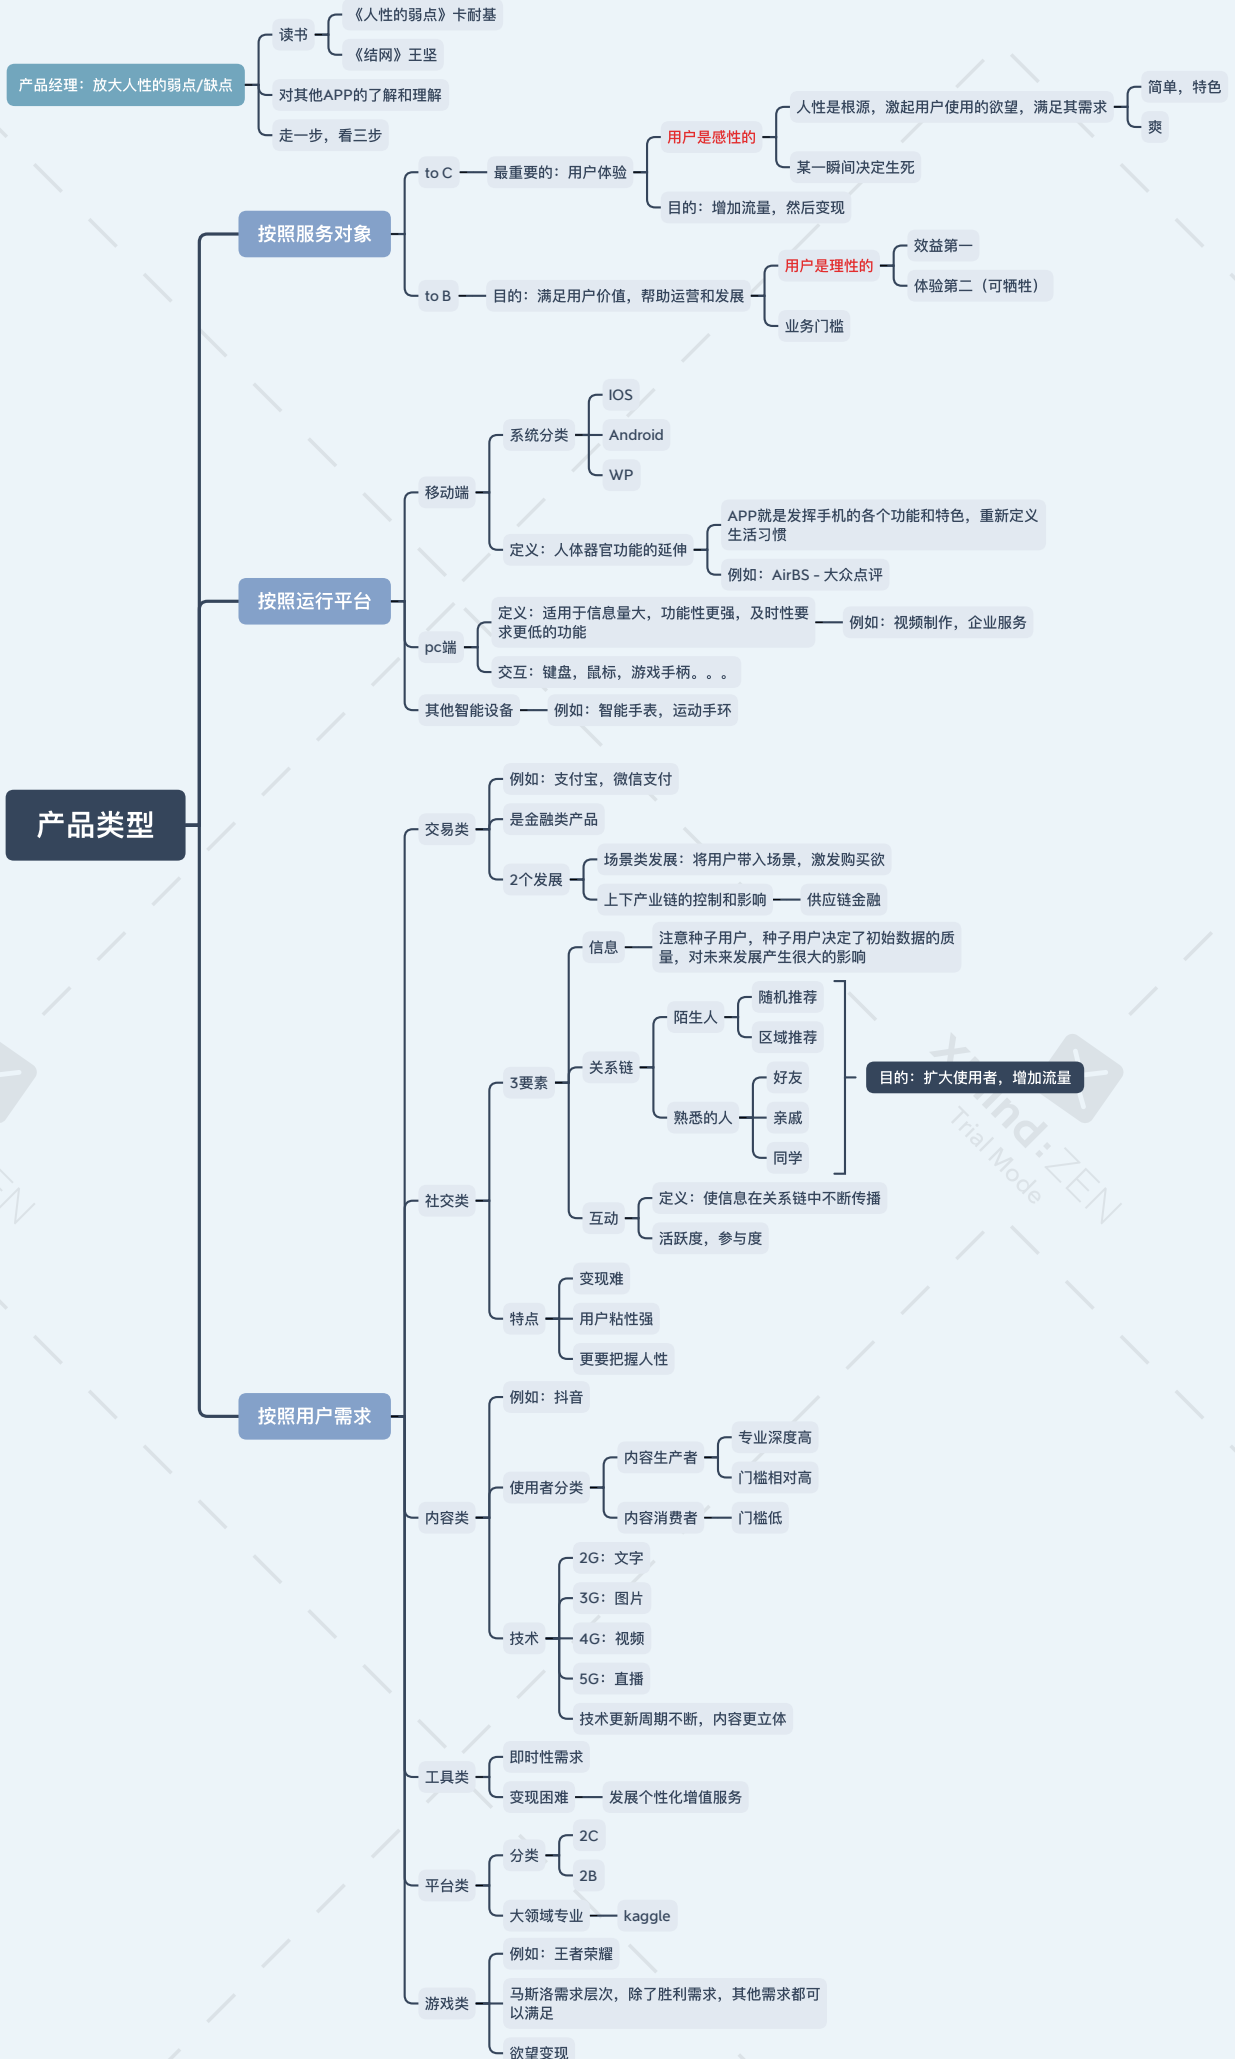 产品经理：放大人性的弱点/缺点
读书
《人性的弱点》卡耐基
《结网》王坚
对其他APP的了解和理解
走一步，看三步
产品类型
按照服务对象
to C
最重要的：用户体验
用户是感性的
人性是根源，激起用户使用的欲望，满足其需求
简单，特色
爽
某一瞬间决定生死
目的：增加流量，然后变现
to B
目的：满足用户价值，帮助运营和发展
用户是理性的
效益第一
体验第二（可牺牲）
业务门槛
按照运行平台
移动端
系统分类
IOS
Android
WP
定义：人体器官功能的延伸
APP就是发挥手机的各个功能和特色，重新定义
生活习惯
例如：AirBS - 大众点评
pc端
定义：适用于信息量大，功能性更强，及时性要
求更低的功能
例如：视频制作，企业服务
交互：键盘，鼠标，游戏手柄。。。
其他智能设备
例如：智能手表，运动手环
按照用户需求
交易类
例如：支付宝，微信支付
是金融类产品
2个发展
场景类发展：将用户带入场景，激发购买欲
上下产业链的控制和影响
供应链金融
社交类
3要素
信息
注意种子用户，种子用户决定了初始数据的质
量，对未来发展产生很大的影响
关系链
陌生人
随机推荐
区域推荐
熟悉的人
好友
亲戚
同学
目的：扩大使用者，增加流量
互动
定义：使信息在关系链中不断传播
活跃度，参与度
特点
变现难
用户粘性强
更要把握人性
内容类
例如：抖音
使用者分类
内容生产者
专业深度高
门槛相对高
内容消费者
门槛低
技术
2G：文字
3G：图片
4G：视频
5G：直播
技术更新周期不断，内容更立体
工具类
即时性需求
变现困难
发展个性化增值服务
平台类
分类
2C
2B
大领域专业
kaggle
游戏类
例如：王者荣耀
马斯洛需求层次，除了胜利需求，其他需求都可
以满足
欲望变现
XMind:ZEN
Trial Mode
ZEN